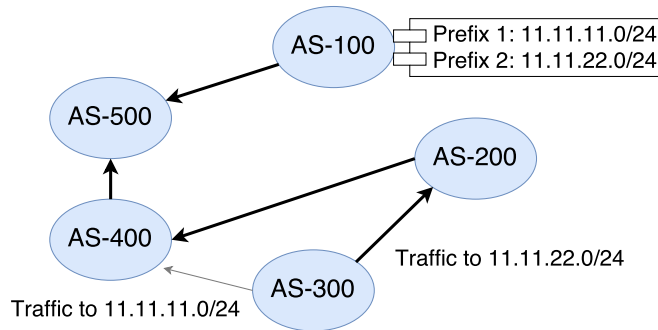 AS-100
Prefix 1: 11.11.11.0/24
Prefix 2: 11.11.22.0/24
AS-500
AS-200
AS-400
Traffic to 11.11.22.0/24
AS-300
Traffic to 11.11.11.0/24